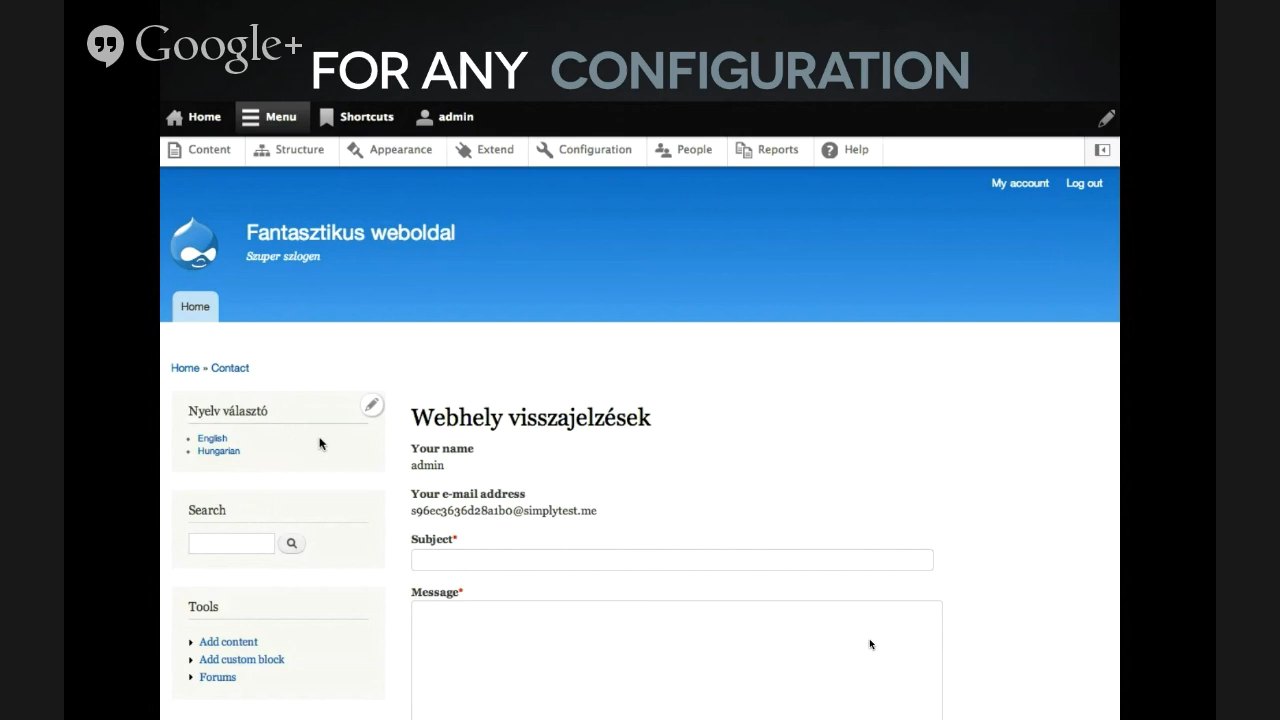 Google+
FOR ANY CONFIGURATION
Home Menu Shortcuts admin
Content Structure Appearance Extend Configuration People Reports Help
My account Log out
Fantasztikus weboldal
Szuper szlogen
Home
Home » Contact
Nyelv választó
English
Hungarian
Search
Tools
Add content
Add custom block
Forums
Webhely visszajelzések
Your name
admin
Your e-mail address
s96ec3636d28a1b0@simplytest.me
Subject*
Message*